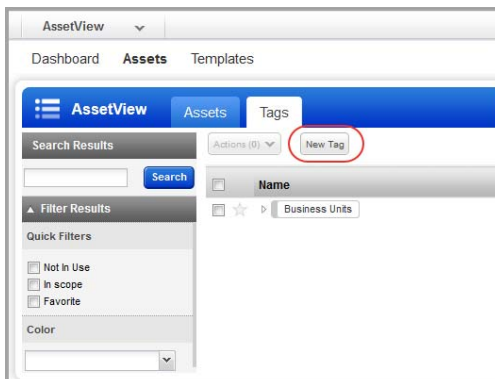 AssetView
Dashboard Assets Templates
AssetView Assets Tags
Search Results
Actions (0) New Tag
Search
Name
Filter Results
Business Units
Quick Filters
Not In Use
In scope
Favorite
Color